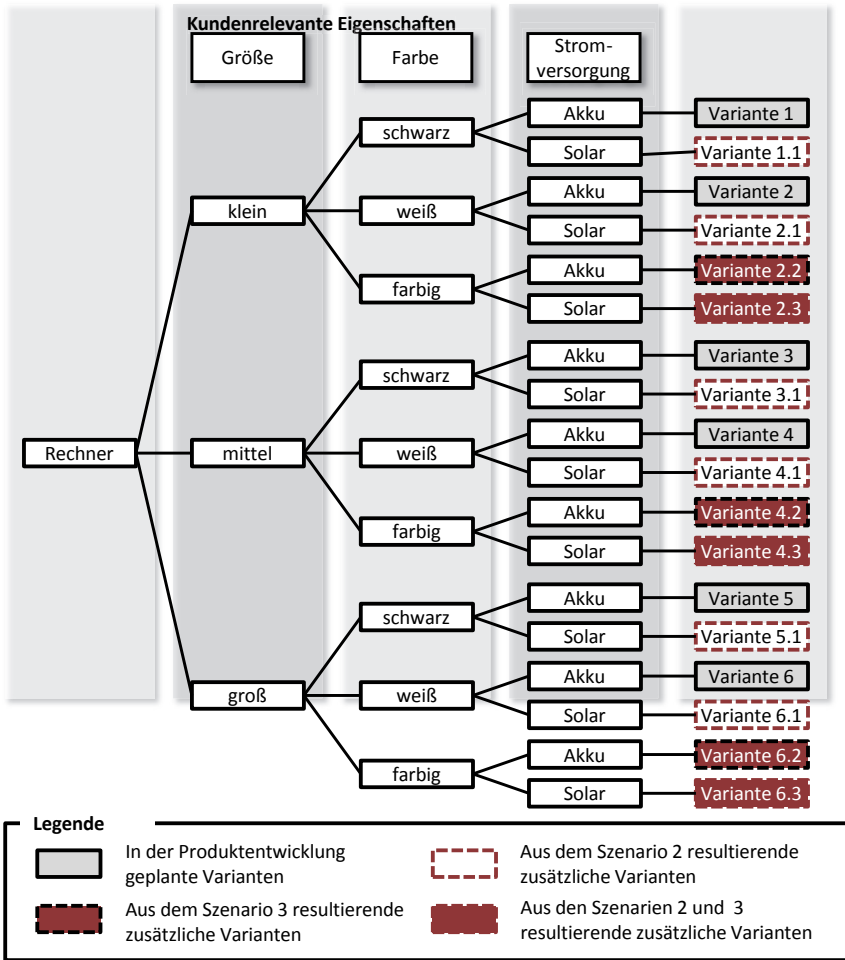 Kundenrelevante Eigenschaften
Größe
Farbe
Strom-
versorgung
Akku
Variante 1
schwarz
Solar
Variante 1.1
Akku
Variante 2
klein
weiß
Solar
Variante 2.1
Akku
Variante 2.2
farbig
Solar
Variante 2.3
Akku
Variante 3
schwarz
Solar
Variante 3.1
Akku
Variante 4
Rechner
mittel
weiß
Solar
Variante 4.1
Akku
Variante 4.2
farbig
Solar
Variante 4.3
Akku
Variante 5
schwarz
Solar
Variante 5.1
Akku
Variante 6
groß
weiß
Solar
Variante 6.1
Akku
Variante 6.2
farbig
Solar
Variante 6.3
Legende
In der Produktentwicklung
geplante Varianten
Aus dem Szenario 2 resultierende
zusätzliche Varianten
Aus dem Szenario 3 resultierende
zusätzliche Varianten
Aus den Szenarien 2 und 3
resultierende zusätzliche Varianten